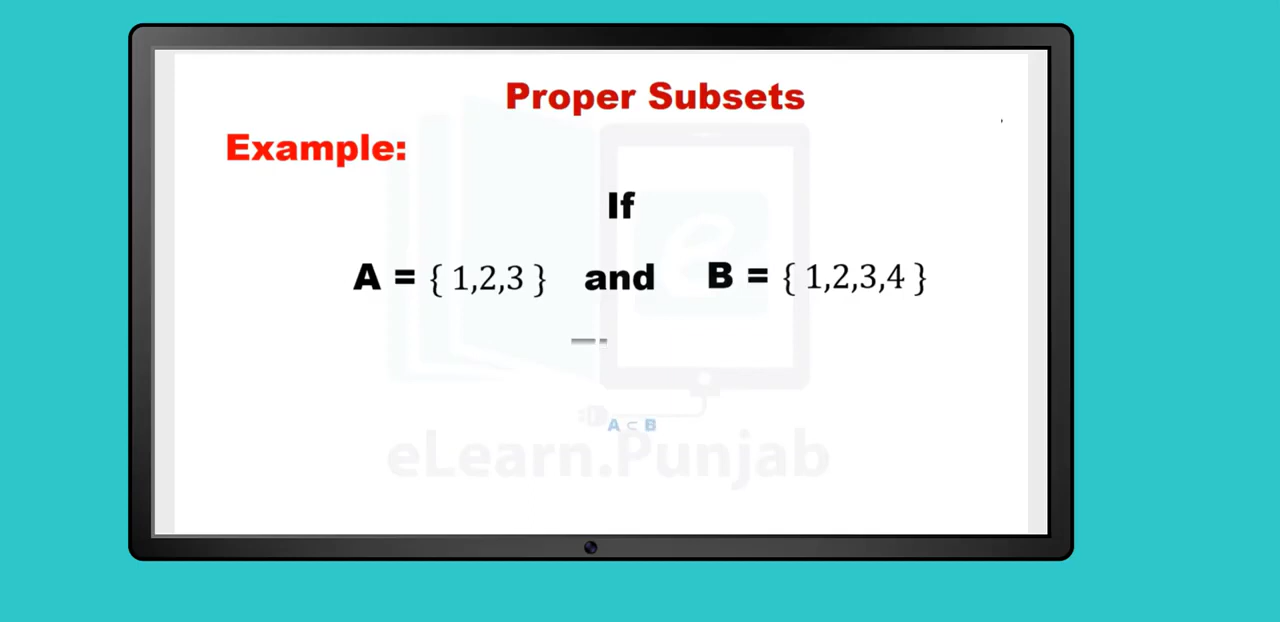 Proper Subsets
Example:
If
A = { 1,2,3 } and B = { 1,2,3,4 }
A ⊂ B
eLearn.Punjab